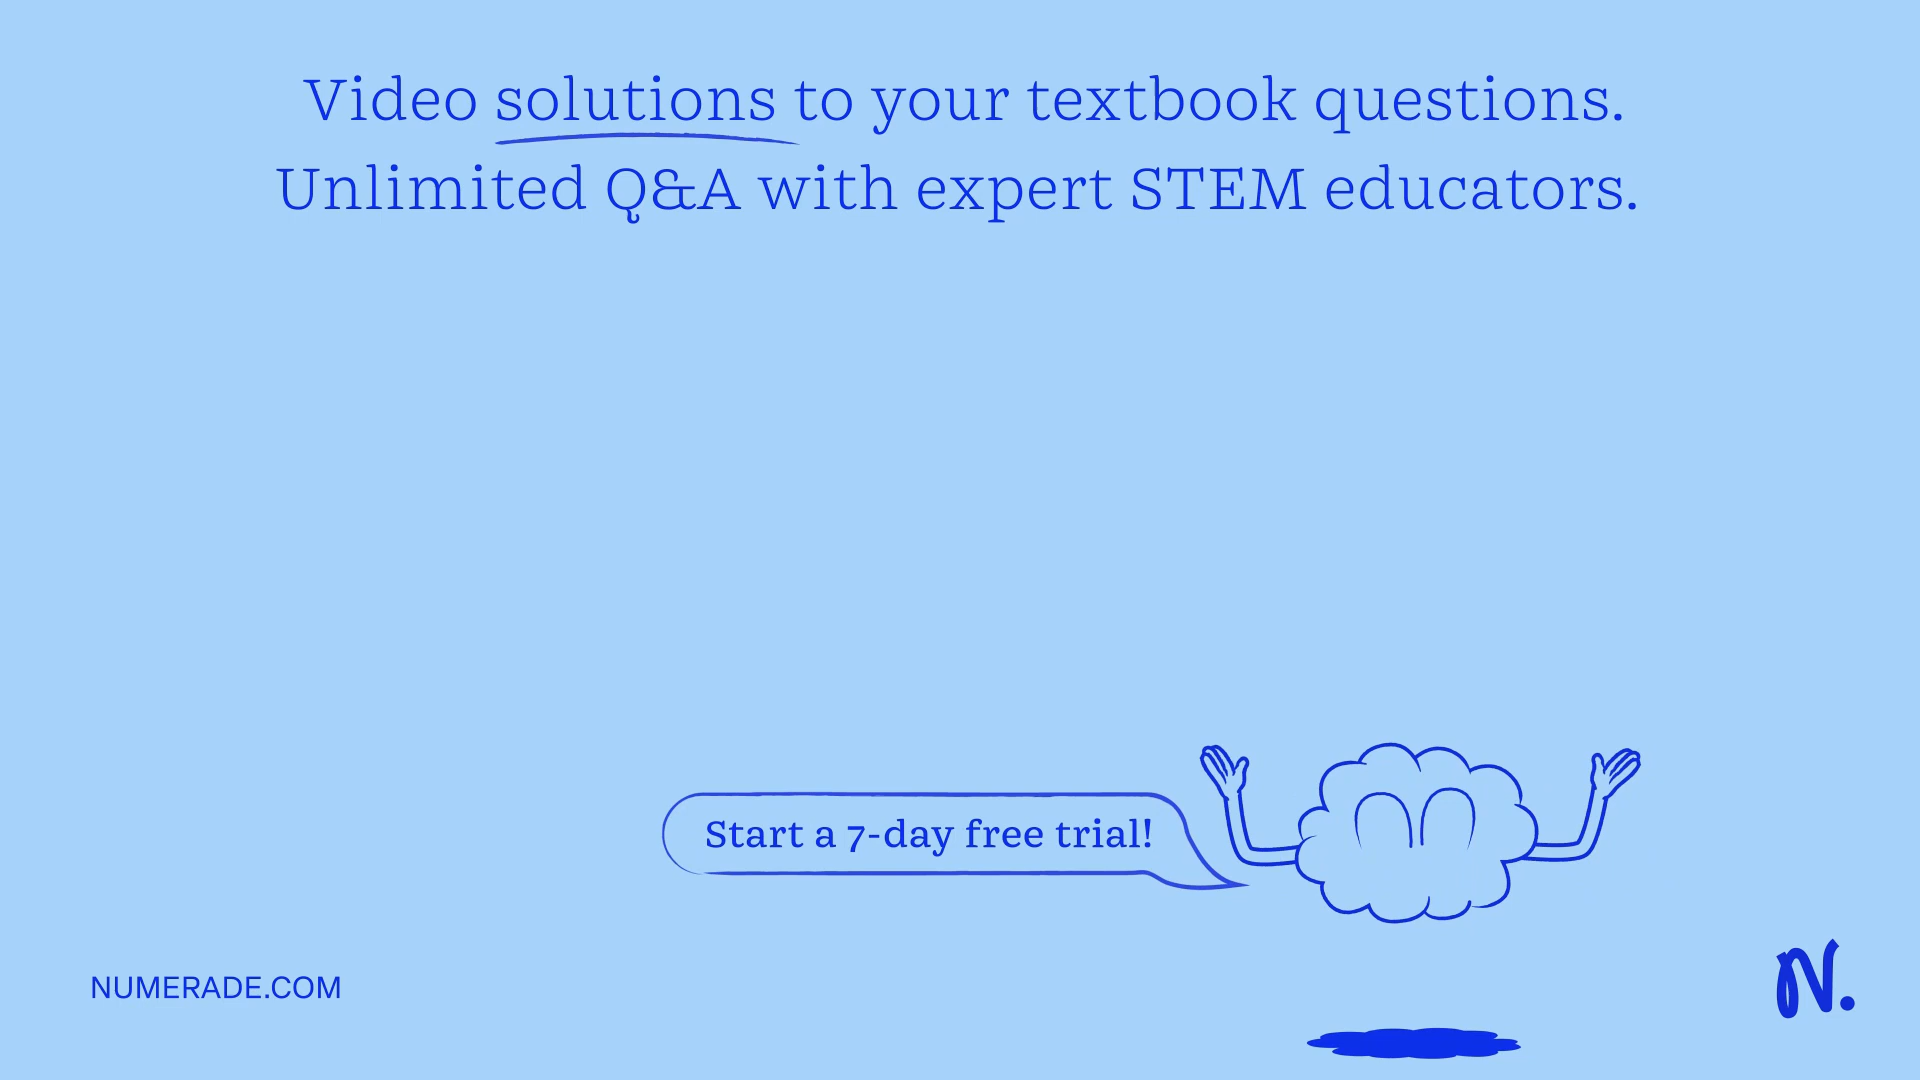 Video solutions to your textbook questions.
Unlimited Q&A with expert STEM educators.
Start a 7-day free trial!
NUMERADE.COM
N.